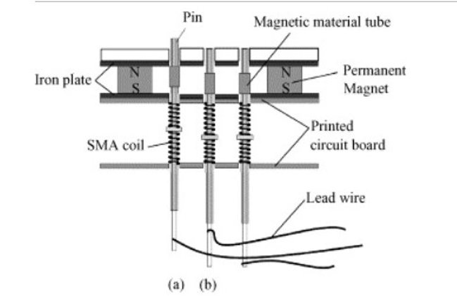 Pin
Magnetic material tube
Iron plate
N
S
N
S
Permanent
Magnet
SMA coil
Printed
circuit board
Lead wire
(a) (b)